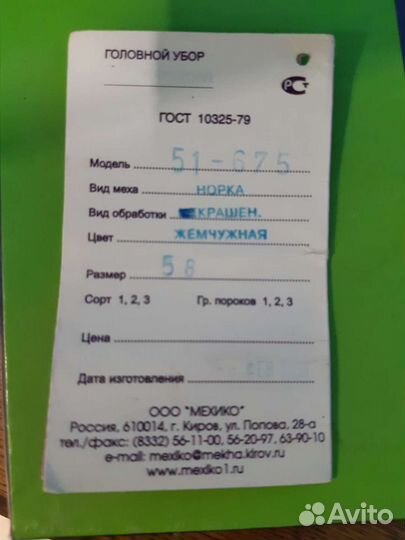 ГОЛОВНОЙ УБОР
РСТ
ГОСТ 10325-79
Модель 51-675
Вид меха НОРКА
Вид обработки КРАШЕН.
Цвет ЖЕМЧУЖНАЯ
Размер 58
Сорт 1, 2, 3 Гр. пороков 1, 2, 3
Цена
Дата изготовления
ООО "МЕХИКО"
Россия, 610014, г. Киров, ул. Попова, 28-а
тел./факс: (8332) 56-11-00, 56-20-97, 63-90-10
e-mail: mexiko@mekha.kirov.ru
www.mexiko1.ru
Avito